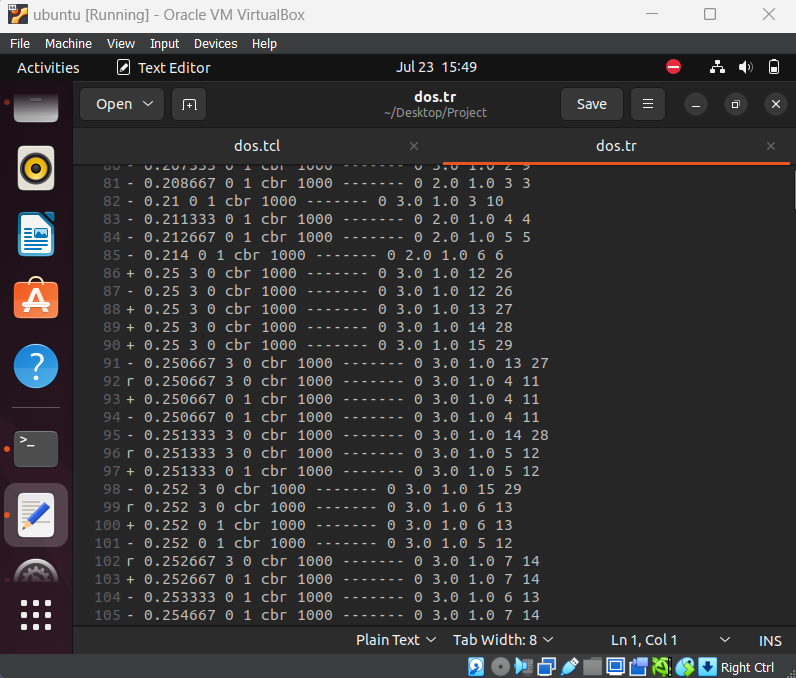 ubuntu [Running] - Oracle VM VirtualBox
File Machine View Input Devices Help
Activities Text Editor Jul 23 15:49
Open dos.tr Save
~/Desktop/Project
dos.tcl dos.tr
80 - 0.207333 0 1 cbr 1000 ------- 0 3.0 1.0 2 9
81 - 0.208667 0 1 cbr 1000 ------- 0 2.0 1.0 3 3
82 - 0.21 0 1 cbr 1000 ------- 0 3.0 1.0 3 10
83 - 0.211333 0 1 cbr 1000 ------- 0 2.0 1.0 4 4
84 - 0.212667 0 1 cbr 1000 ------- 0 2.0 1.0 5 5
85 - 0.214 0 1 cbr 1000 ------- 0 2.0 1.0 6 6
86 + 0.25 3 0 cbr 1000 ------- 0 3.0 1.0 12 26
87 - 0.25 3 0 cbr 1000 ------- 0 3.0 1.0 12 26
88 + 0.25 3 0 cbr 1000 ------- 0 3.0 1.0 13 27
89 + 0.25 3 0 cbr 1000 ------- 0 3.0 1.0 14 28
90 + 0.25 3 0 cbr 1000 ------- 0 3.0 1.0 15 29
91 - 0.250667 3 0 cbr 1000 ------- 0 3.0 1.0 13 27
92 r 0.250667 3 0 cbr 1000 ------- 0 3.0 1.0 4 11
93 + 0.250667 0 1 cbr 1000 ------- 0 3.0 1.0 4 11
94 - 0.250667 0 1 cbr 1000 ------- 0 3.0 1.0 4 11
95 - 0.251333 3 0 cbr 1000 ------- 0 3.0 1.0 14 28
96 r 0.251333 3 0 cbr 1000 ------- 0 3.0 1.0 5 12
97 + 0.251333 0 1 cbr 1000 ------- 0 3.0 1.0 5 12
98 - 0.252 3 0 cbr 1000 ------- 0 3.0 1.0 15 29
99 r 0.252 3 0 cbr 1000 ------- 0 3.0 1.0 6 13
100 + 0.252 0 1 cbr 1000 ------- 0 3.0 1.0 6 13
101 - 0.252 0 1 cbr 1000 ------- 0 3.0 1.0 5 12
102 r 0.252667 3 0 cbr 1000 ------- 0 3.0 1.0 7 14
103 + 0.252667 0 1 cbr 1000 ------- 0 3.0 1.0 7 14
104 - 0.253333 0 1 cbr 1000 ------- 0 3.0 1.0 6 13
105 - 0.254667 0 1 cbr 1000 ------- 0 3.0 1.0 7 14
Plain Text Tab Width: 8 Ln 1, Col 1 INS
Right Ctrl